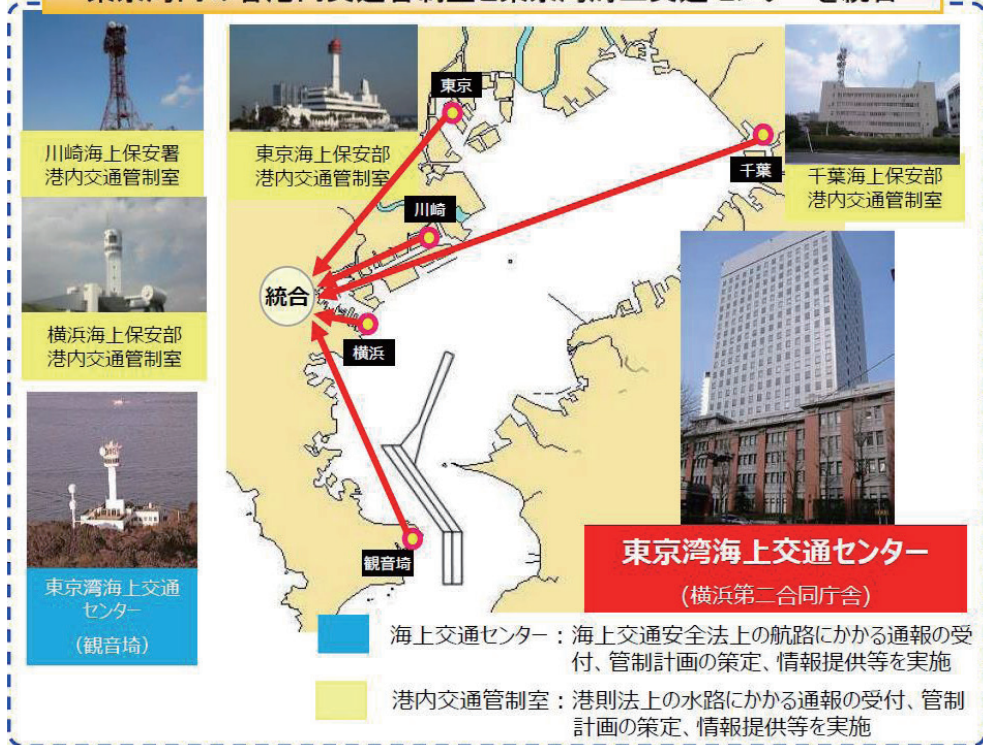 川崎海上保安署
港内交通管制室
東京海上保安部
港内交通管制室
千葉海上保安部
港内交通管制室
横浜海上保安部
港内交通管制室
東京
千葉
川崎
統合
横浜
観音埼
東京湾海上交通
センター
(観音埼)
東京湾海上交通センター
(横浜第二合同庁舎)
海上交通センター：海上交通安全法上の航路にかかる通報の受
付、管制計画の策定、情報提供等を実施
港内交通管制室：港則法上の水路にかかる通報の受付、管制
計画の策定、情報提供等を実施